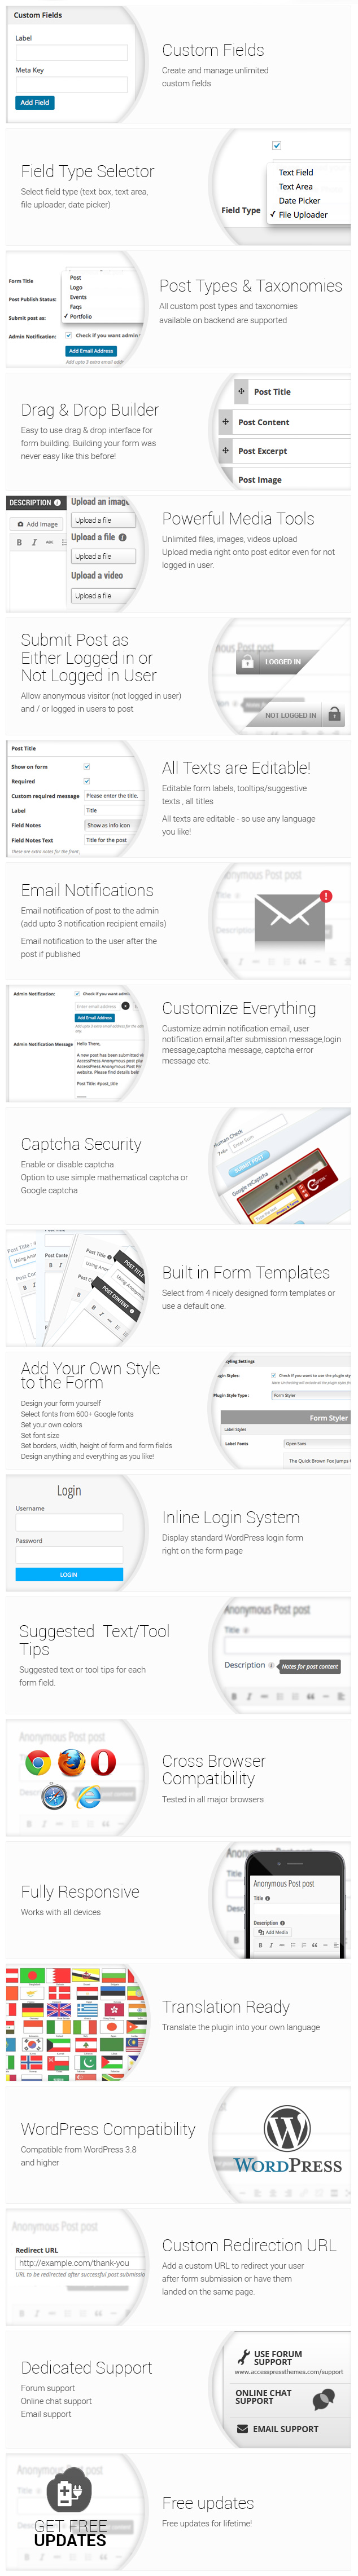 Custom Fields
Label
Meta Key
Add Field
Custom Fields
Create and manage unlimited
custom fields
Field Type Selector
Select field type (text box, text area,
file uploader, date picker)
Field Type
Text Field
Text Area
Date Picker
✓ File Uploader
Form Title
Post Publish Status:
Submit post as:
Admin Notification:
Post
Logo
Events
Faqs
✓ Portfolio
Check if you want admin
Add Email Address
Post Types & Taxonomies
All custom post types and taxonomies
available on backend are supported
Drag & Drop Builder
Easy to use drag & drop interface for
form building. Building your form was
never easy like this before!
Post Title
Post Content
Post Excerpt
Post Image
DESCRIPTION
Add Image
B I ABC
Upload an image
Upload a file
Upload a file
Upload a file
Upload a video
Upload a file
Powerful Media Tools
Unlimited files, images, videos upload
Upload media right onto post editor even for not
logged in user.
Submit Post as
Either Logged in or
Not Logged in User
Allow anonymous visitor (not logged in user)
and / or logged in users to post
LOGGED IN
NOT LOGGED IN
Post Title
Show on form
Required
Custom required message
Please enter the title.
Label
Title
Field Notes
Show as info icon
Field Notes Text
Title for the post
All Texts are Editable!
Editable form labels, tooltips/suggestive
texts , all titles
All texts are editable - so use any language
you like!
Email Notifications
Email notification of post to the admin
(add upto 3 notification recipient emails)
Email notification to the user after the
post if published
Admin Notification:
Check if you want admin
Add Email Address
Admin Notification Message
Hello There,
A new post has been submitted via
AccessPress Anonymous post plu
website. Please find details bel
Post Title: #post_title
Customize Everything
Customize admin notification email, user
notification email,after submission message,login
message,captcha message, captcha error
message etc.
Captcha Security
Enable or disable captcha
Option to use simple mathematical captcha or
Google captcha
Human Check
SUBMIT POST
Google reCaptcha
POST TITLE
POST CONTENT
Built in Form Templates
Select from 4 nicely designed form templates or
use a default one.
Add Your Own Style
to the Form
Design your form yourself
Select fonts from 600+ Google fonts
Set your own colors
Set font size
Set borders, width, height of form and form fields
Design anything and everything as you like!
yling Settings
Plugin Style Type :
Form Styler
Form Styler
Label Styles
Label Fonts
Open Sans
The Quick Brown Fox Jumps
Login
Username
Password
LOGIN
Inline Login System
Display standard WordPress login form
right on the form page
Suggested Text/Tool
Tips
Suggested text or tool tips for each
form field.
Anonymous Post post
Title
Description
Notes for post content
Anonymous Post post
Cross Browser
Compatibility
Tested in all major browsers
Fully Responsive
Works with all devices
Anonymous Post post
Title
Description
Add Media
B I
Translation Ready
Translate the plugin into your own language
WordPress Compatibility
Compatible from WordPress 3.8
and higher
WORDPRESS
Anonymous Post post
Redirect URL
http://example.com/thank-you
URL to be redirected after successful post submissio
Custom Redirection URL
Add a custom URL to redirect your user
after form submission or have them
landed on the same page.
Dedicated Support
Forum support
Online chat support
Email support
USE FORUM
SUPPORT
www.accesspressthemes.com/support
ONLINE CHAT
SUPPORT
EMAIL SUPPORT
Anonymous Post post
GET FREE
UPDATES
Free updates
Free updates for lifetime!